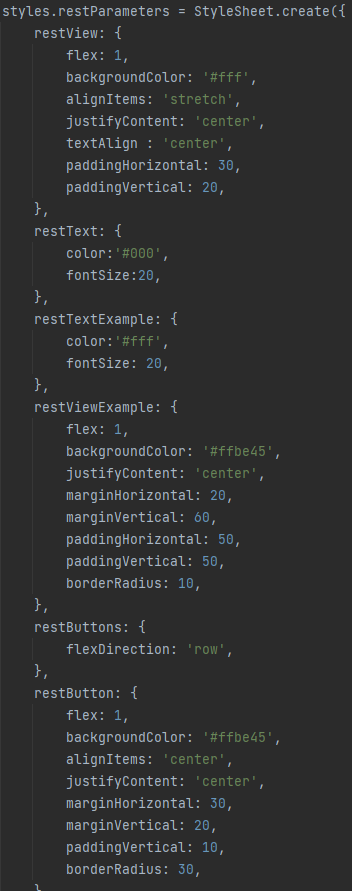 styles.restParameters = StyleSheet.create({
    restView: {
        flex: 1,
        backgroundColor: '#fff',
        alignItems: 'stretch',
        justifyContent: 'center',
        textAlign : 'center',
        paddingHorizontal: 30,
        paddingVertical: 20,
    },
    restText: {
        color:'#000',
        fontSize:20,
    },
    restTextExample: {
        color:'#fff',
        fontSize: 20,
    },
    restViewExample: {
        flex: 1,
        backgroundColor: '#ffbe45',
        justifyContent: 'center',
        marginHorizontal: 20,
        marginVertical: 60,
        paddingHorizontal: 50,
        paddingVertical: 50,
        borderRadius: 10,
    },
    restButtons: {
        flexDirection: 'row',
    },
    restButton: {
        flex: 1,
        backgroundColor: '#ffbe45',
        alignItems: 'center',
        justifyContent: 'center',
        marginHorizontal: 30,
        marginVertical: 20,
        paddingVertical: 10,
        borderRadius: 30,
    },